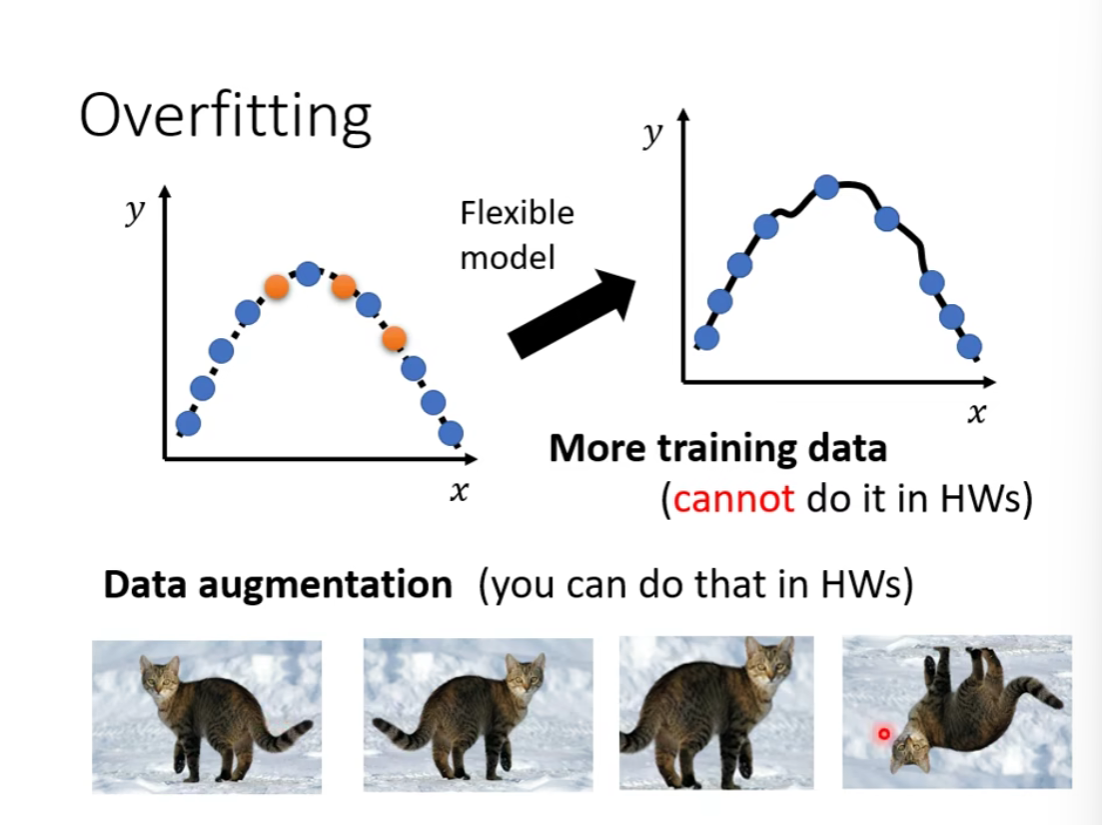 Overfitting
y
x
Flexible
model
y
x
More training data
(cannot do it in HWs)
Data augmentation (you can do that in HWs)